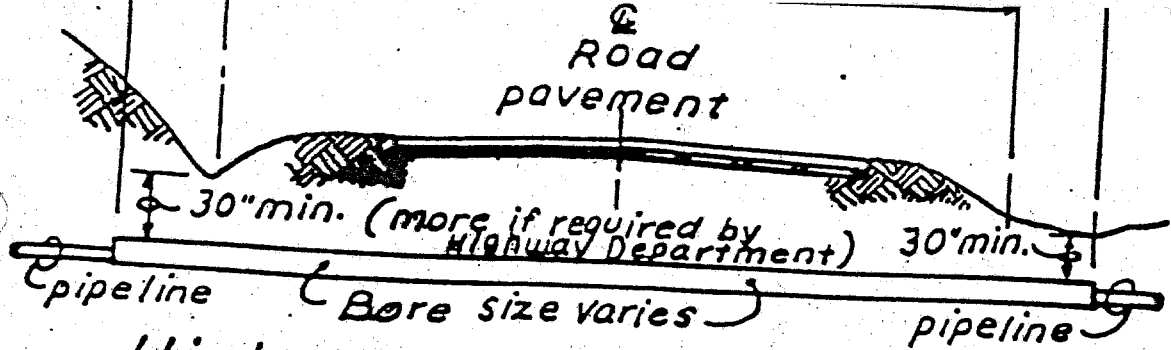 ℄
Road
pavement
30" min. (more if required by
Highway Department)
30" min.
pipeline
Bore size varies
pipeline